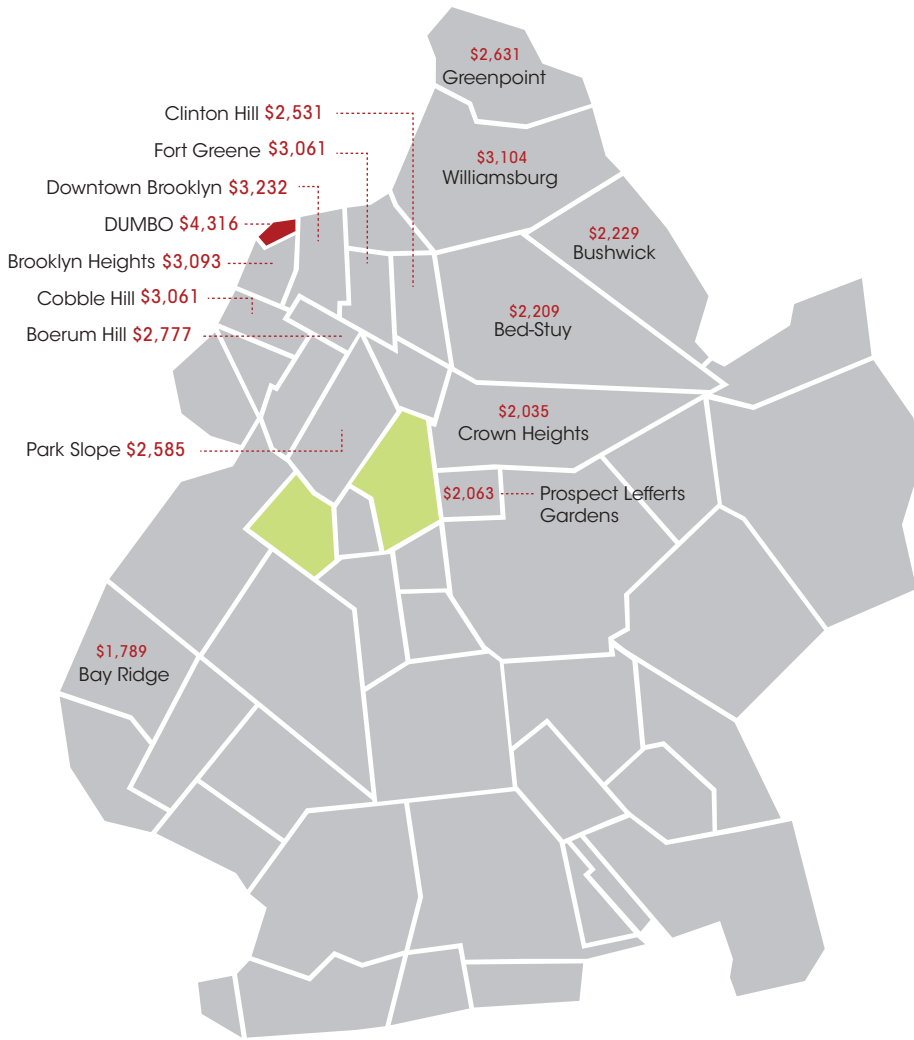 $2,631
Greenpoint
Clinton Hill $2,531
Fort Greene $3,061
$3,104
Williamsburg
Downtown Brooklyn $3,232
DUMBO $4,316
$2,229
Bushwick
Brooklyn Heights $3,093
Cobble Hill $3,061
$2,209
Bed-Stuy
Boerum Hill $2,777
$2,035
Crown Heights
Park Slope $2,585
$2,063
Prospect Lefferts
Gardens
$1,789
Bay Ridge